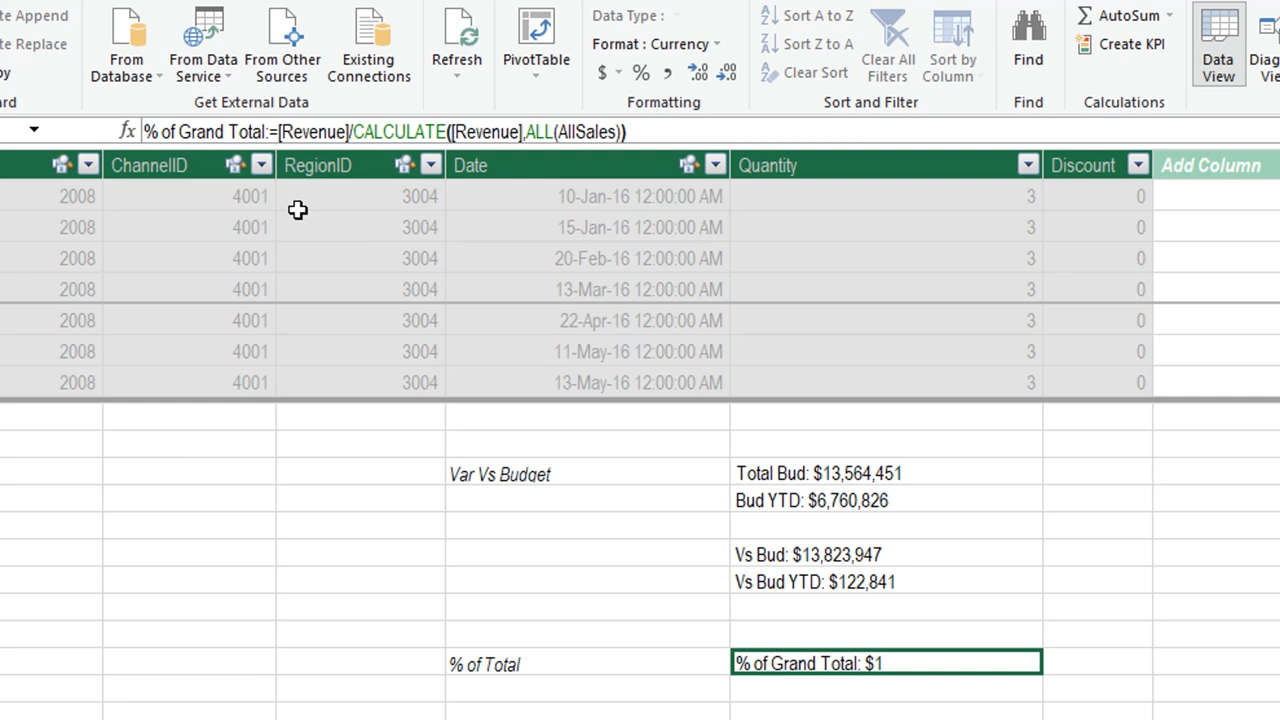 te Append
te Replace
py
ard
From
Database
From Data
Service
From Other
Sources
Existing
Connections
Get External Data
Refresh
PivotTable
Data Type :
Format : Currency
$ % ,
.00 .00
Formatting
Sort A to Z
Sort Z to A
Clear Sort
Clear All
Filters
Sort by
Column
Sort and Filter
Find
Find
AutoSum
Create KPI
Calculations
Data
View
Diag
Vie
fx % of Grand Total:=[Revenue]/CALCULATE([Revenue],ALL(AllSales))
ChannelID RegionID Date Quantity Discount Add Column
2008 4001 3004 10-Jan-16 12:00:00 AM 3 0
2008 4001 3004 15-Jan-16 12:00:00 AM 3 0
2008 4001 3004 20-Feb-16 12:00:00 AM 3 0
2008 4001 3004 13-Mar-16 12:00:00 AM 3 0
2008 4001 3004 22-Apr-16 12:00:00 AM 3 0
2008 4001 3004 11-May-16 12:00:00 AM 3 0
2008 4001 3004 13-May-16 12:00:00 AM 3 0
Var Vs Budget Total Bud: $13,564,451
Bud YTD: $6,760,826
Vs Bud: $13,823,947
Vs Bud YTD: $122,841
% of Total % of Grand Total: $1